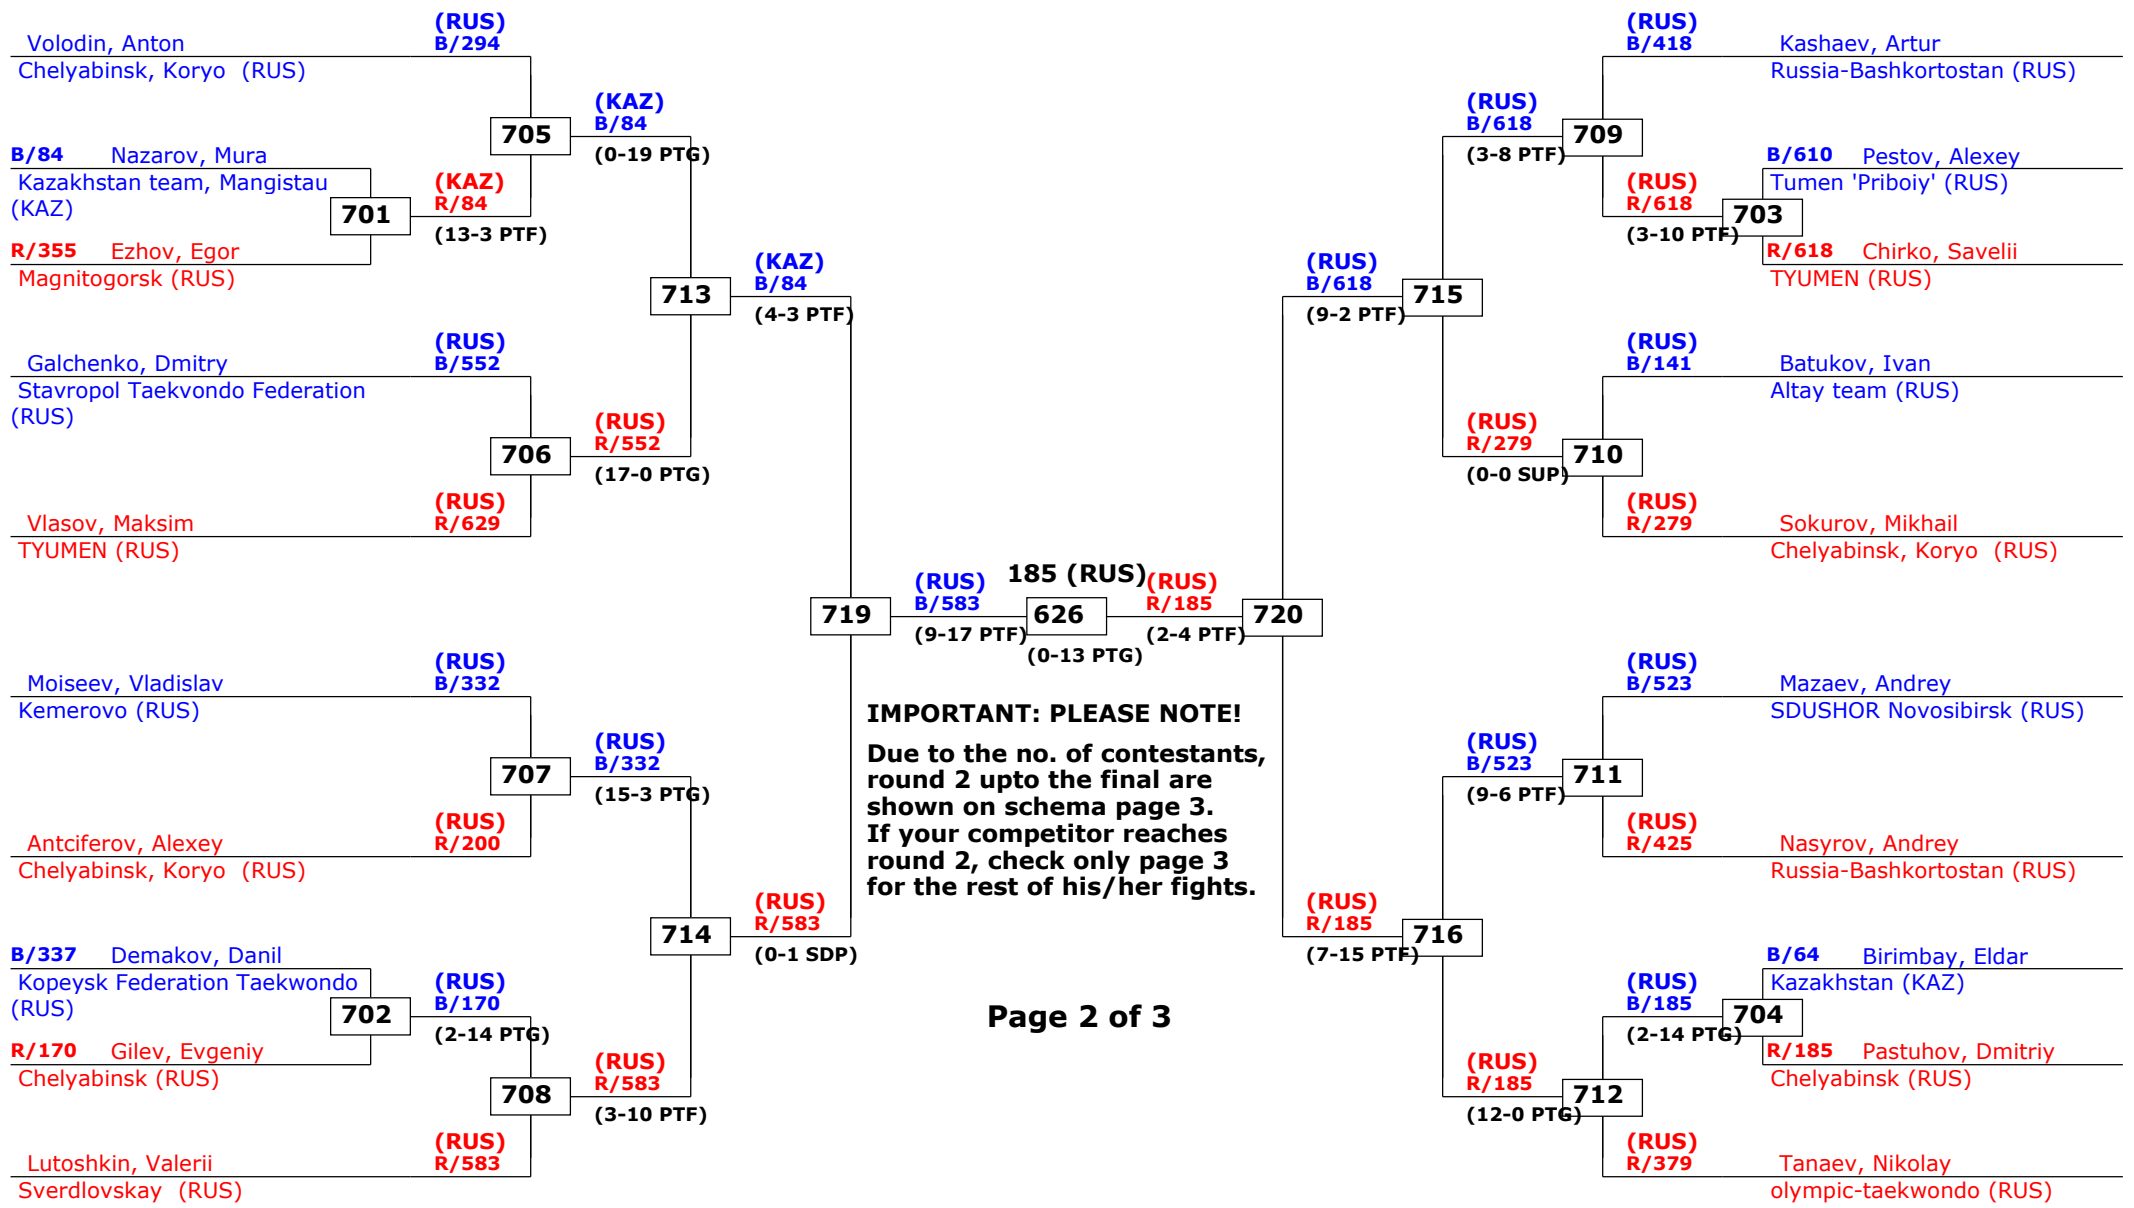 (RUS)
Volodin, Anton B/294
Chelyabinsk, Koryo (RUS)
(KAZ)
705 B/84
(0-19 PTG)
B/84 Nazarov, Mura
Kazakhstan team, Mangistau
(KAZ)
(KAZ)
701 R/84
(13-3 PTF)
R/355 Ezhov, Egor
Magnitogorsk (RUS)
(KAZ)
713 B/84
(4-3 PTF)
(RUS)
Galchenko, Dmitry B/552
Stavropol Taekvondo Federation
(RUS)
(RUS)
706 R/552
(17-0 PTG)
(RUS)
Vlasov, Maksim R/629
TYUMEN (RUS)
(RUS)
719 B/583
(9-17 PTF)
(RUS)
Moiseev, Vladislav B/332
Kemerovo (RUS)
(RUS)
707 B/332
(15-3 PTG)
(RUS)
Antciferov, Alexey R/200
Chelyabinsk, Koryo (RUS)
(RUS)
714 R/583
(0-1 SDP)
B/337 Demakov, Danil
Kopeysk Federation Taekwondo
(RUS)
(RUS)
702 B/170
(2-14 PTG)
R/170 Gilev, Evgeniy
Chelyabinsk (RUS)
(RUS)
708 R/583
(3-10 PTF)
(RUS)
Lutoshkin, Valerii R/583
Sverdlovskay (RUS)
185 (RUS)
626
(0-13 PTG)
IMPORTANT: PLEASE NOTE!
Due to the no. of contestants,
round 2 upto the final are
shown on schema page 3.
If your competitor reaches
round 2, check only page 3
for the rest of his/her fights.
Page 2 of 3
(RUS)
B/418 Kashaev, Artur
Russia-Bashkortostan (RUS)
(RUS)
B/618 709
(3-8 PTF)
B/610 Pestov, Alexey
Tumen 'Priboiy' (RUS)
(RUS)
R/618 703
(3-10 PTF)
R/618 Chirko, Savelii
TYUMEN (RUS)
(RUS)
B/618 715
(9-2 PTF)
(RUS)
B/141 Batukov, Ivan
Altay team (RUS)
(RUS)
R/279 710
(0-0 SUP)
(RUS)
R/279 Sokurov, Mikhail
Chelyabinsk, Koryo (RUS)
(RUS)
R/185 720
(2-4 PTF)
(RUS)
B/523 Mazaev, Andrey
SDUSHOR Novosibirsk (RUS)
(RUS)
B/523 711
(9-6 PTF)
(RUS)
R/425 Nasyrov, Andrey
Russia-Bashkortostan (RUS)
(RUS)
R/185 716
(7-15 PTF)
B/64 Birimbay, Eldar
Kazakhstan (KAZ)
(RUS)
B/185 704
(2-14 PTG)
R/185 Pastuhov, Dmitriy
Chelyabinsk (RUS)
(RUS)
R/185 712
(12-0 PTG)
(RUS)
R/379 Tanaev, Nikolay
olympic-taekwondo (RUS)